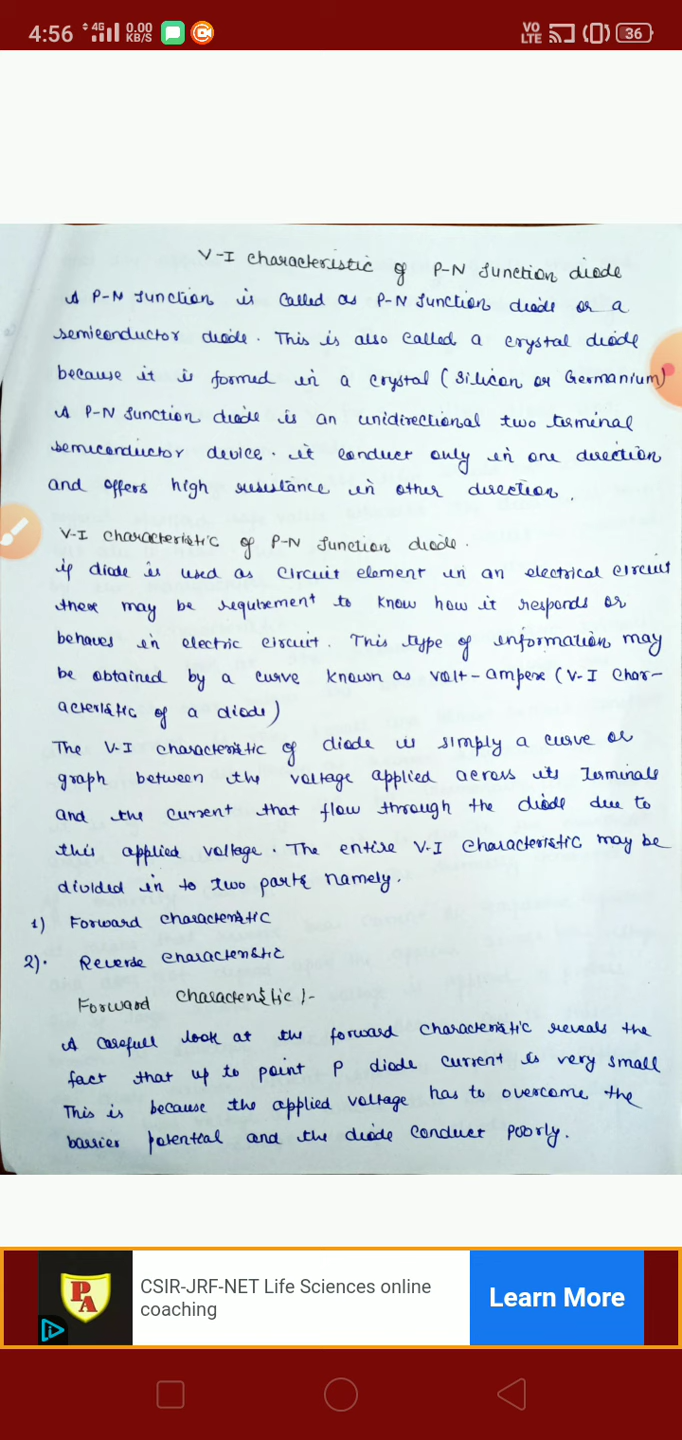 4:56 4G 0.00 KB/S VO LTE 36
V-I characteristic of P-N Junction diode
A P-N Junction is called as P-N Junction diode or a
semiconductor diode. This is also called a crystal diode
because it is formed in a crystal (Silicon or Germanium)
A P-N Junction diode is an unidirectional two terminal
semiconductor device. it conduct only in one direction
and offers high resistance in other direction.
V-I characteristic of P-N Junction diode.
if diode is used as circuit element in an electrical circuit
there may be requirement to know how it responds or
behaves in electric circuit. This type of information may
be obtained by a curve known as volt-ampere (V-I Char-
acteristic of a diode)
The V-I characteristic of diode is simply a curve or
graph between the voltage applied across its Terminals
and the current that flow through the diode due to
this applied voltage. The entire V-I Characteristic may be
divided in to two parts namely.
1) Forward characteristic
2). Reverse characteristic
Forward Characteristic :-
A Carefull look at the forward characteristic reveals the
fact that up to point P diode current is very small
This is because the applied voltage has to overcome the
barrier potential and the diode conduct poorly.
PA
CSIR-JRF-NET Life Sciences online
coaching
Learn More